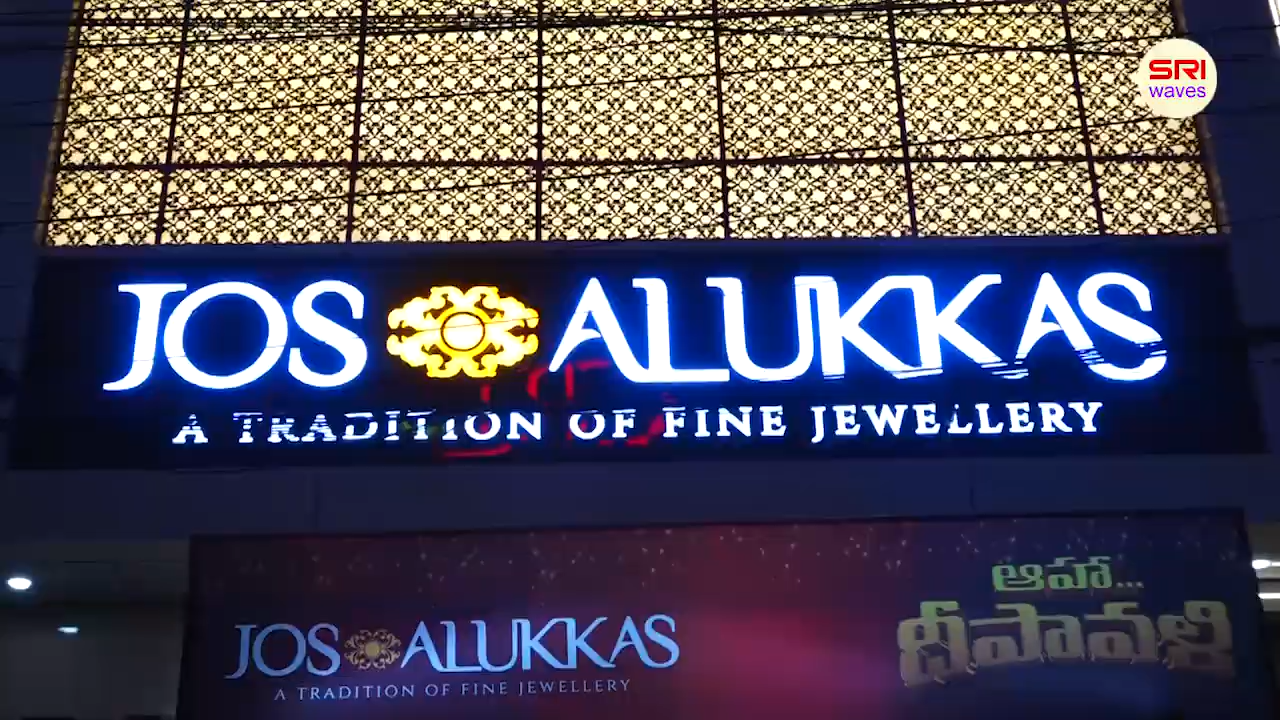 SRI
waves
JOS ALUKKAS
A TRADITION OF FINE JEWELLERY
JOS ALUKKAS
A TRADITION OF FINE JEWELLERY
ఆహా...
దీపావళి